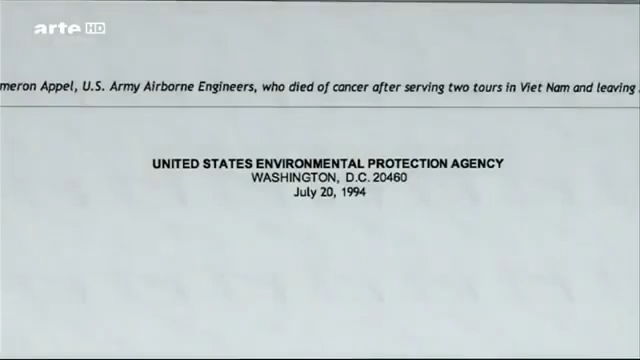 arte HD
meron Appel, U.S. Army Airborne Engineers, who died of cancer after serving two tours in Viet Nam and leaving
UNITED STATES ENVIRONMENTAL PROTECTION AGENCY
WASHINGTON, D.C. 20460
July 20, 1994